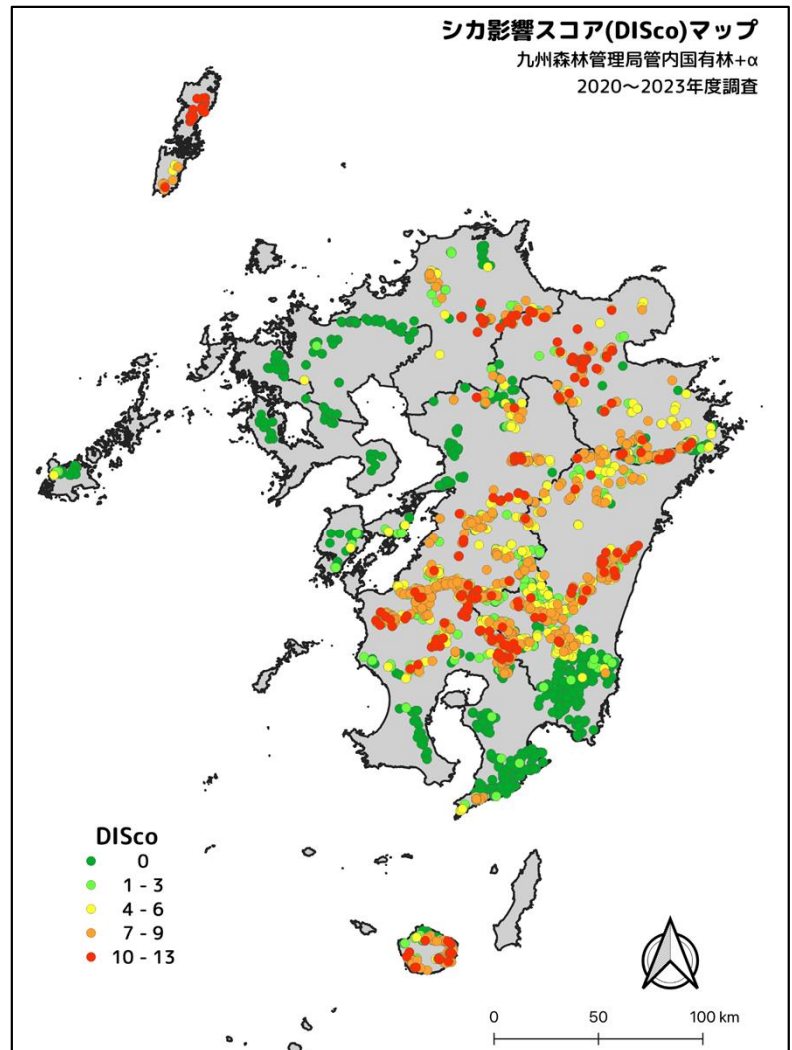 シカ影響スコア(DISco)マップ
九州森林管理局管内国有林+α
2020～2023年度調査
DISco
0
1 - 3
4 - 6
7 - 9
10 - 13
0 50 100 km